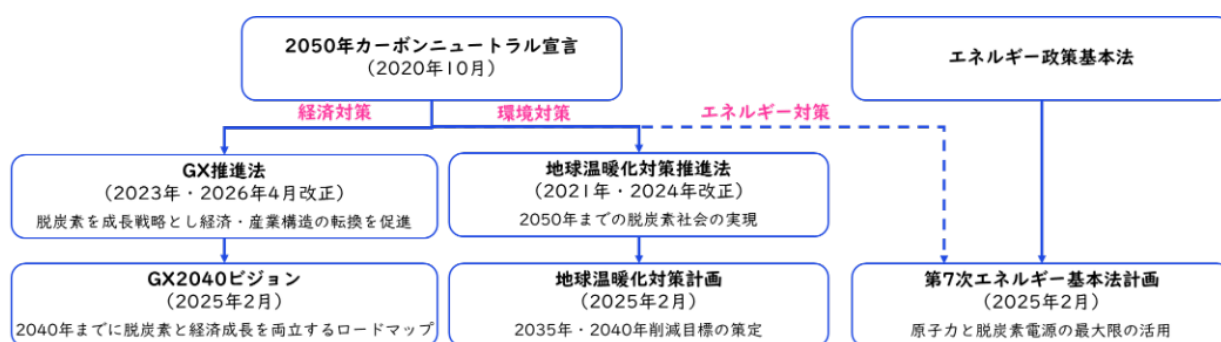 2050年カーボンニュートラル宣言
(2020年10月)
エネルギー政策基本法
経済対策
環境対策
エネルギー対策
GX推進法
(2023年・2026年4月改正)
脱炭素を成長戦略とし経済・産業構造の転換を促進
地球温暖化対策推進法
(2021年・2024年改正)
2050年までの脱炭素社会の実現
GX2040ビジョン
(2025年2月)
2040年までに脱炭素と経済成長を両立するロードマップ
地球温暖化対策計画
(2025年2月)
2035年・2040年削減目標の策定
第7次エネルギー基本法計画
(2025年2月)
原子力と脱炭素電源の最大限の活用